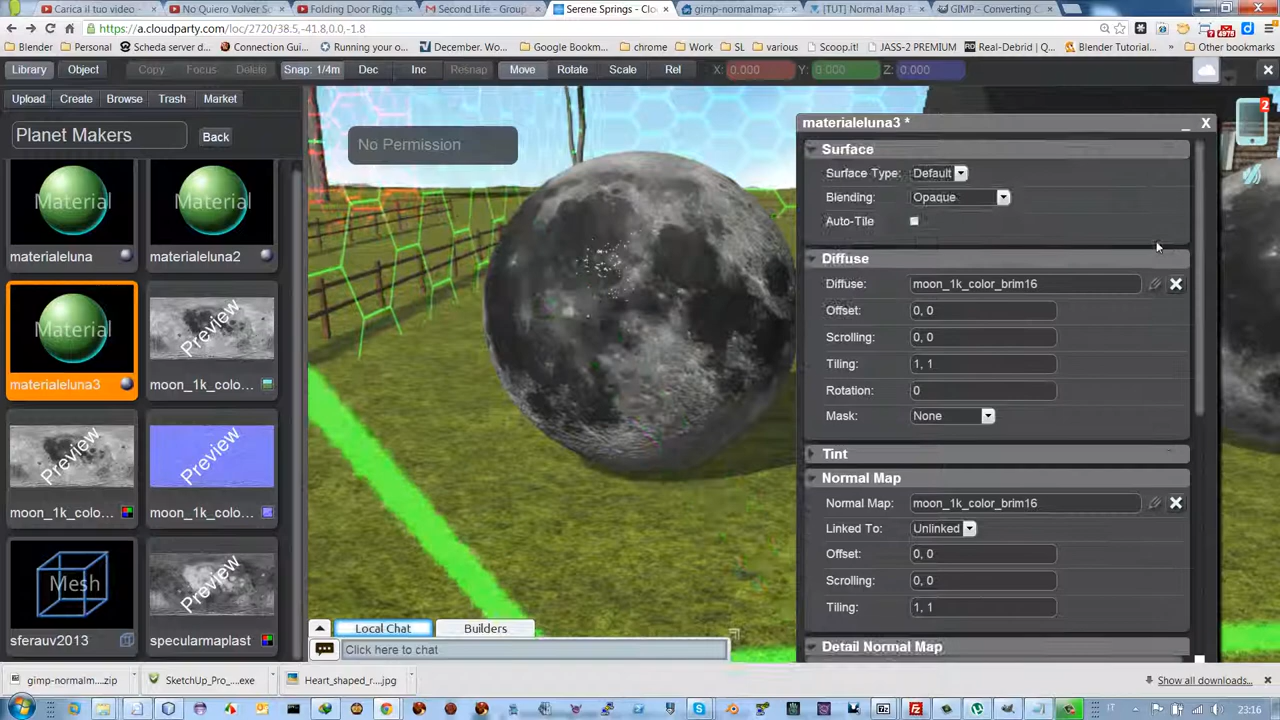 Carica il tuo video
No Quiero Volver So
Folding Door Rigg N
Second Life - Group
Serene Springs - Clo
gimp-normalmap-w
[TUT] Normal Map F
GIMP - Converting C
https://a.cloudparty.com/loc/2720/38.5,-41.8,0.0,-1.8
Blender
Personal
Scheda server d...
Connection Gui...
Running your o...
December. Wo...
Google Bookm...
chrome
Work
SL
various
Scoop.it!
JASS-2 PREMIUM
Real-Debrid | Q...
Blender Tutorial...
Other bookmarks
Library
Object
Copy
Focus
Delete
Snap: 1/4m
Dec
Inc
Resnap
Move
Rotate
Scale
Rel
X: 0.000
Y: 0.000
Z: 0.000
Upload
Create
Browse
Trash
Market
Planet Makers
Back
No Permission
2
Material
materialeluna
Material
materialeluna2
Material
materialeluna3
Preview
moon_1k_colo...
Preview
moon_1k_colo...
Preview
moon_1k_colo...
Mesh
sferauv2013
Preview
specularmaplast
materialeluna3 *
_ X
Surface
Surface Type: Default
Blending: Opaque
Auto-Tile
Diffuse
Diffuse: moon_1k_color_brim16
Offset: 0, 0
Scrolling: 0, 0
Tiling: 1, 1
Rotation: 0
Mask: None
Tint
Normal Map
Normal Map: moon_1k_color_brim16
Linked To: Unlinked
Offset: 0, 0
Scrolling: 0, 0
Tiling: 1, 1
Detail Normal Map
Local Chat
Builders
Click here to chat
gimp-normalm....zip
SketchUp_Pro_....exe
Heart_shaped_r....jpg
Show all downloads...
IT
23:16